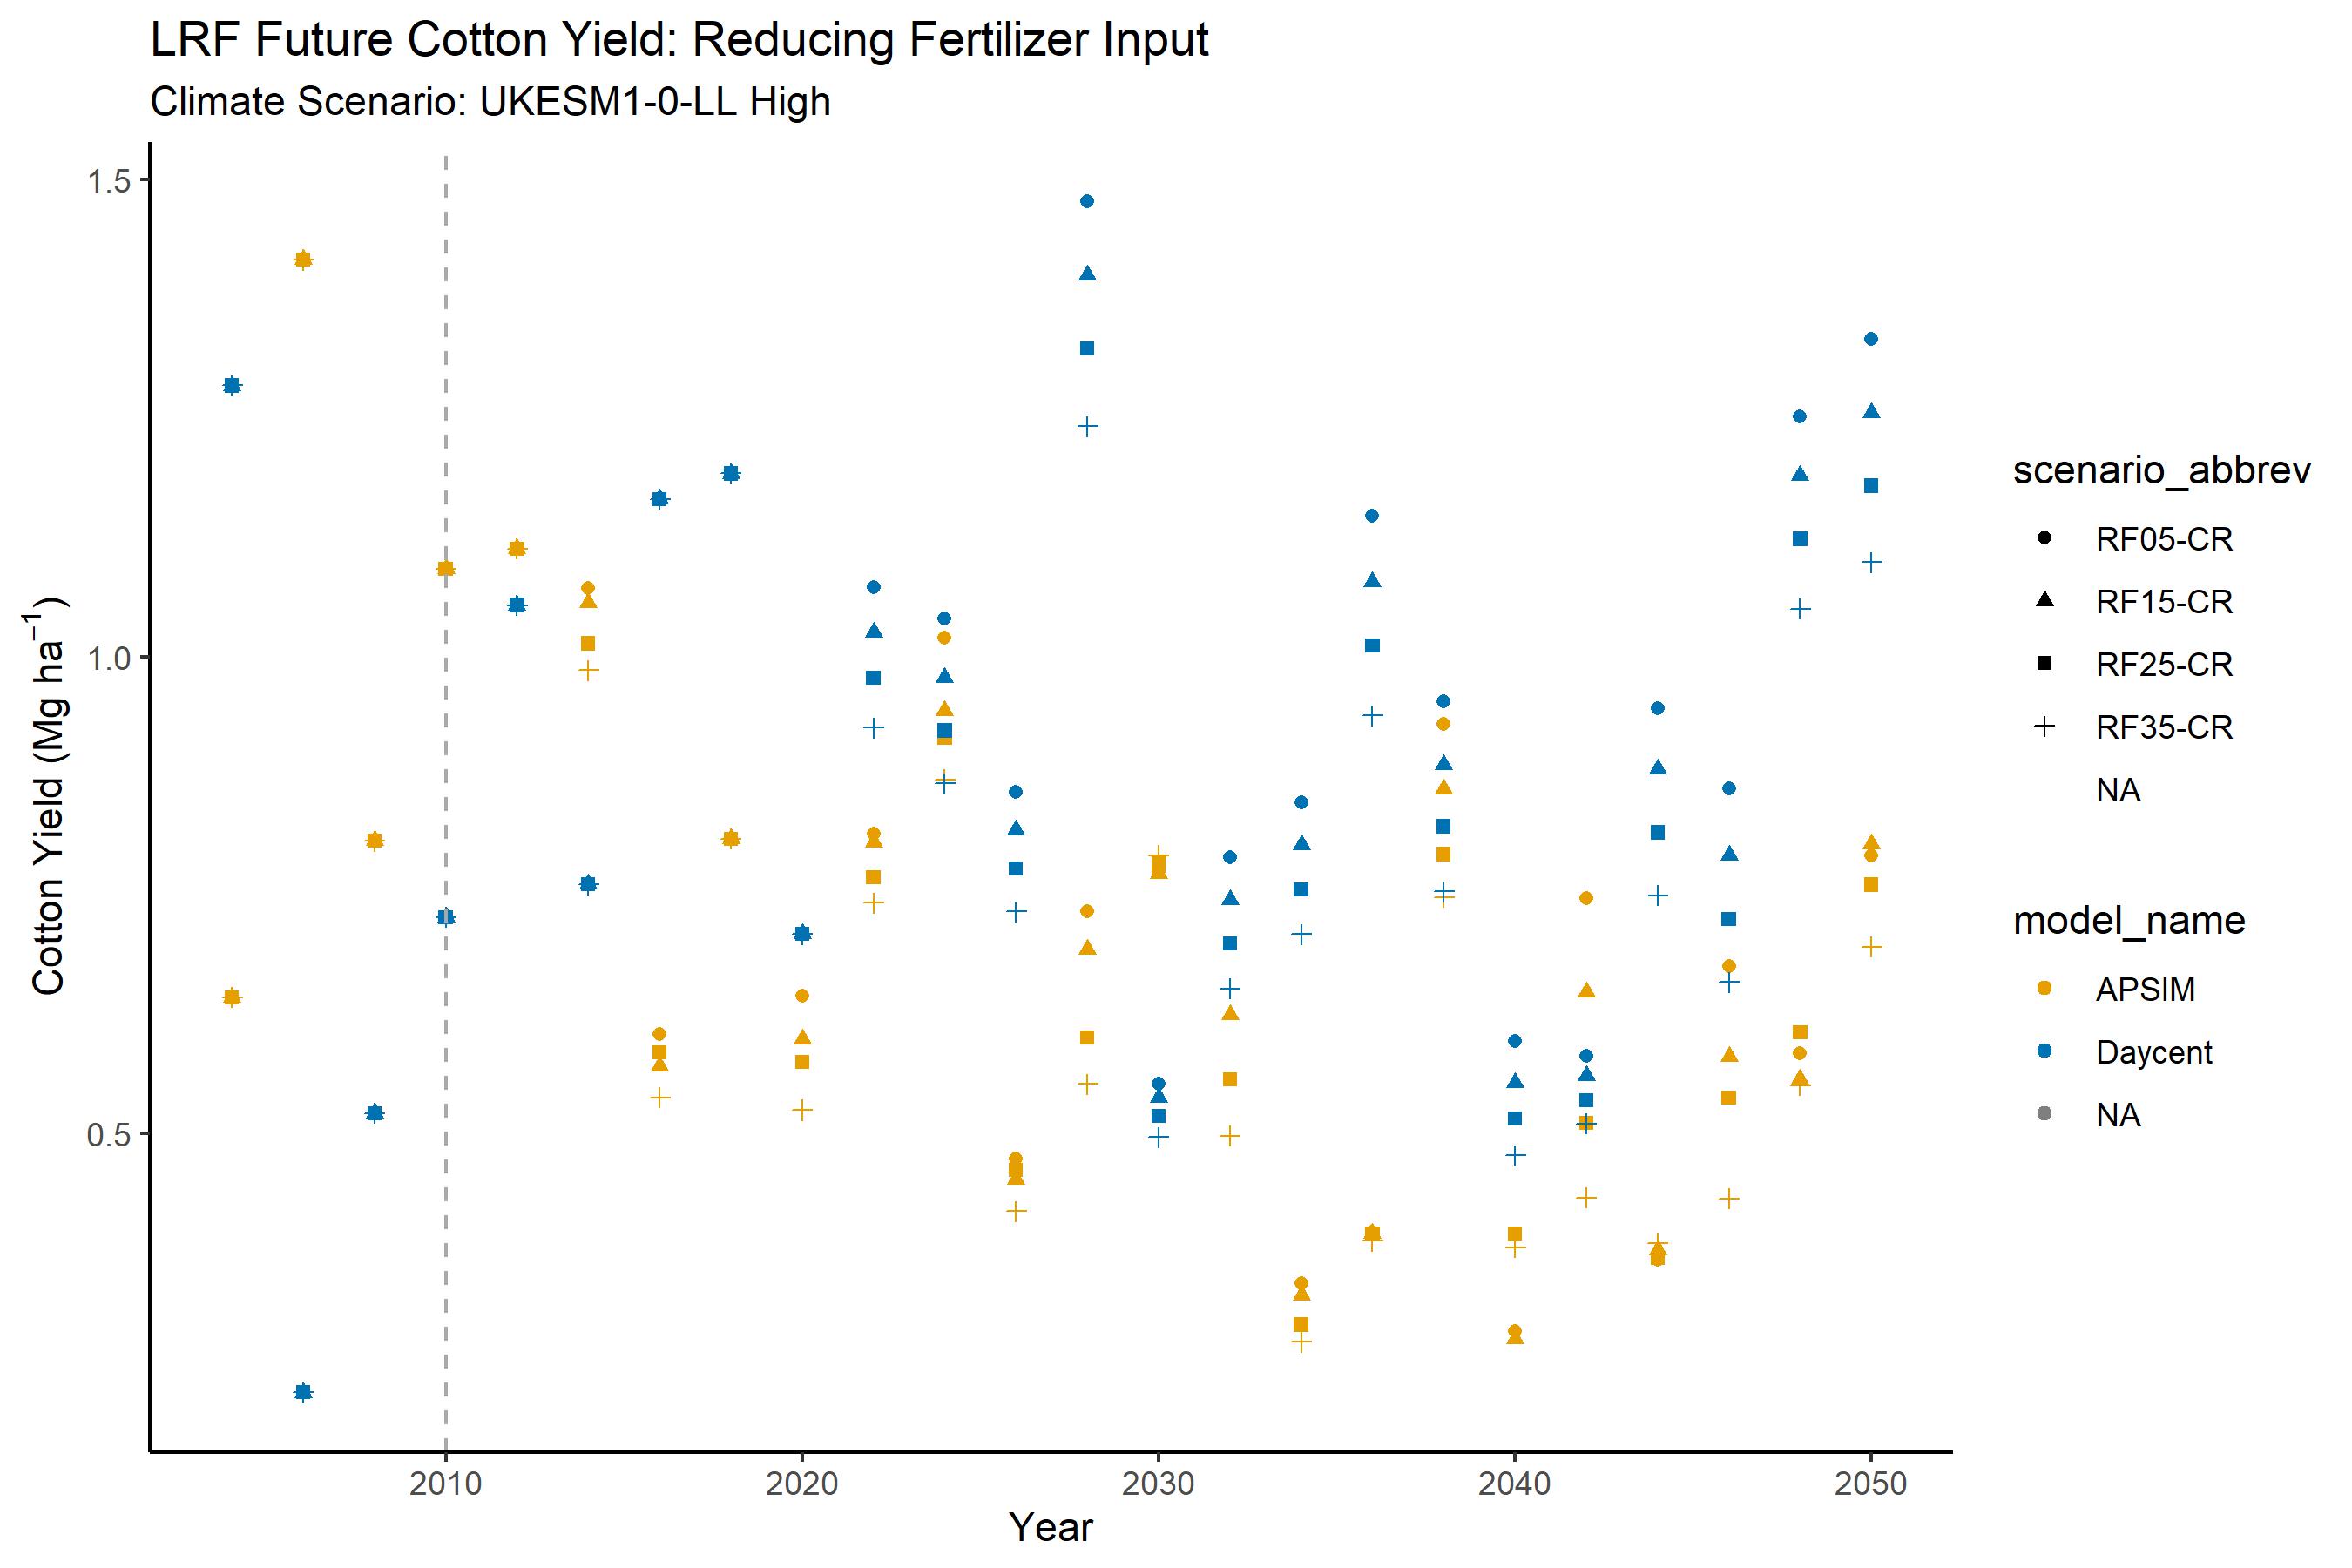 LRF Future Cotton Yield: Reducing Fertilizer Input
Climate Scenario: UKESM1-0-LL High
Cotton Yield (Mg ha⁻¹)
1.5
1.0
0.5
2010
2020
2030
2040
2050
Year
scenario_abbrev
RF05-CR
RF15-CR
RF25-CR
RF35-CR
NA
model_name
APSIM
Daycent
NA